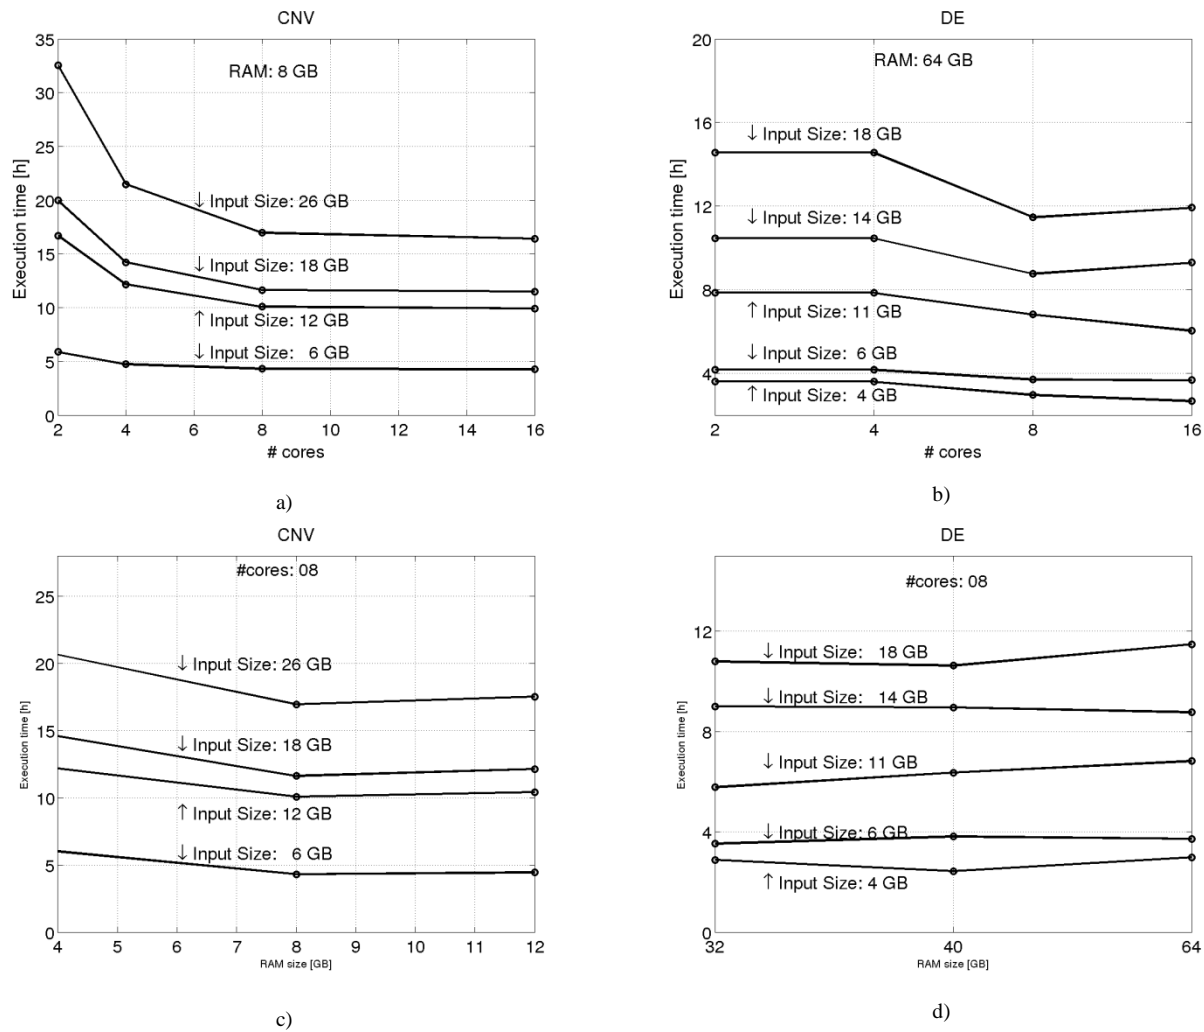 CNV
35
RAM: 8 GB
30
Execution time [h]
25
20
↓ Input Size: 26 GB
15
↓ Input Size: 18 GB
10
↑ Input Size: 12 GB
↓ Input Size: 6 GB
5
0
2 4 6 8 10 12 14 16
# cores
a)
DE
20
RAM: 64 GB
16
↓ Input Size: 18 GB
Execution time [h]
12
↓ Input Size: 14 GB
8
↑ Input Size: 11 GB
↓ Input Size: 6 GB
4
↑ Input Size: 4 GB
2 4 8 16
# cores
b)
CNV
#cores: 08
25
20
↓ Input Size: 26 GB
Execution time [h]
15
↓ Input Size: 18 GB
10
↑ Input Size: 12 GB
↓ Input Size: 6 GB
5
0
4 5 6 7 8 9 10 11 12
RAM size [GB]
c)
DE
#cores: 08
12
↓ Input Size: 18 GB
↓ Input Size: 14 GB
Execution time [h]
8
↓ Input Size: 11 GB
4
↓ Input Size: 6 GB
↑ Input Size: 4 GB
0
32 40 64
RAM size [GB]
d)